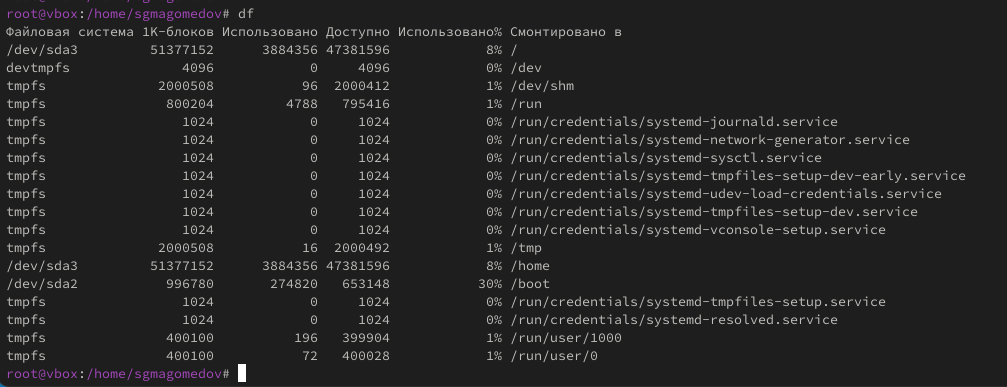 root@vbox:/home/sgmagomedov# df
Файловая система 1K-блоков Использовано Доступно Использовано% Смонтировано в
/dev/sda3 51377152 3884356 47381596 8% /
devtmpfs 4096 0 4096 0% /dev
tmpfs 2000508 96 2000412 1% /dev/shm
tmpfs 800204 4788 795416 1% /run
tmpfs 1024 0 1024 0% /run/credentials/systemd-journald.service
tmpfs 1024 0 1024 0% /run/credentials/systemd-network-generator.service
tmpfs 1024 0 1024 0% /run/credentials/systemd-sysctl.service
tmpfs 1024 0 1024 0% /run/credentials/systemd-tmpfiles-setup-dev-early.service
tmpfs 1024 0 1024 0% /run/credentials/systemd-udev-load-credentials.service
tmpfs 1024 0 1024 0% /run/credentials/systemd-tmpfiles-setup-dev.service
tmpfs 1024 0 1024 0% /run/credentials/systemd-vconsole-setup.service
tmpfs 2000508 16 2000492 1% /tmp
/dev/sda3 51377152 3884356 47381596 8% /home
/dev/sda2 996780 274820 653148 30% /boot
tmpfs 1024 0 1024 0% /run/credentials/systemd-tmpfiles-setup.service
tmpfs 1024 0 1024 0% /run/credentials/systemd-resolved.service
tmpfs 400100 196 399904 1% /run/user/1000
tmpfs 400100 72 400028 1% /run/user/0
root@vbox:/home/sgmagomedov#